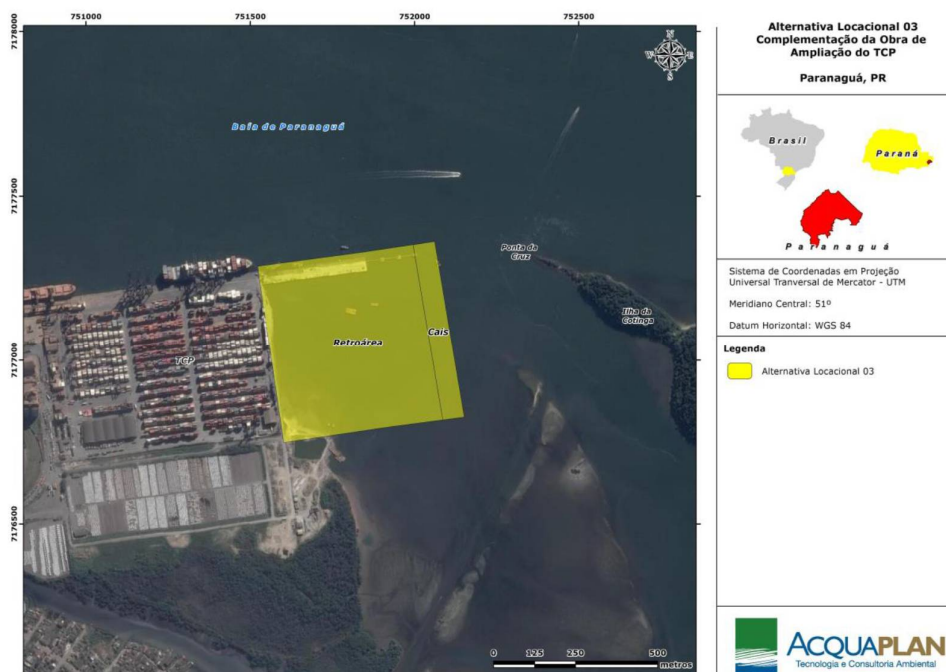 751000
751500
752000
752500
7178000
7177500
7177000
7176500
N
E
S
Baía de Paranaguá
Ponta da
Cruz
Ilha da
Cotinga
TCP
Retroárea
Cais
0 125 250 500
metros
Alternativa Locacional 03
Complementação da Obra de
Ampliação do TCP
Paranaguá, PR
Brasil
Paraná
Paranaguá
Sistema de Coordenadas em Projeção
Universal Tranversal de Mercator - UTM
Meridiano Central: 51º
Datum Horizontal: WGS 84
Legenda
Alternativa Locacional 03
ACQUAPLAN
Tecnologia e Consultoria Ambiental